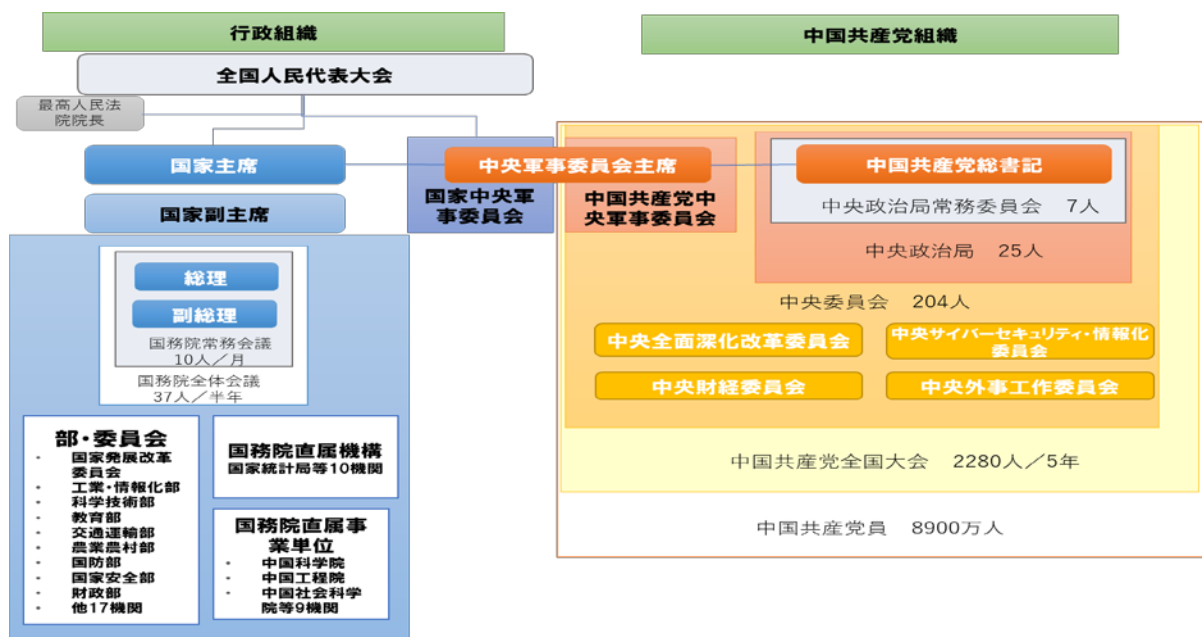 行政組織
中国共産党組織
全国人民代表大会
最高人民法
院院長
国家主席
中央軍事委員会主席
中国共産党総書記
国家副主席
国家中央軍
事委員会
中国共産党中
央軍事委員会
中央政治局常務委員会 7人
中央政治局 25人
中央委員会 204人
総理
副総理
国務院常務会議
10人／月
国務院全体会議
37人／半年
中央全面深化改革委員会
中央サイバーセキュリティ・情報化
委員会
中央財経委員会
中央外事工作委員会
部・委員会
・ 国家発展改革
委員会
・ 工業・情報化部
・ 科学技術部
・ 教育部
・ 交通運輸部
・ 農業農村部
・ 国防部
・ 国家安全部
・ 財政部
・ 他17機関
国務院直属機構
国家統計局等10機関
国務院直属事
業単位
・ 中国科学院
・ 中国工程院
・ 中国社会科学
院等9機関
中国共産党全国大会 2280人／5年
中国共産党員 8900万人